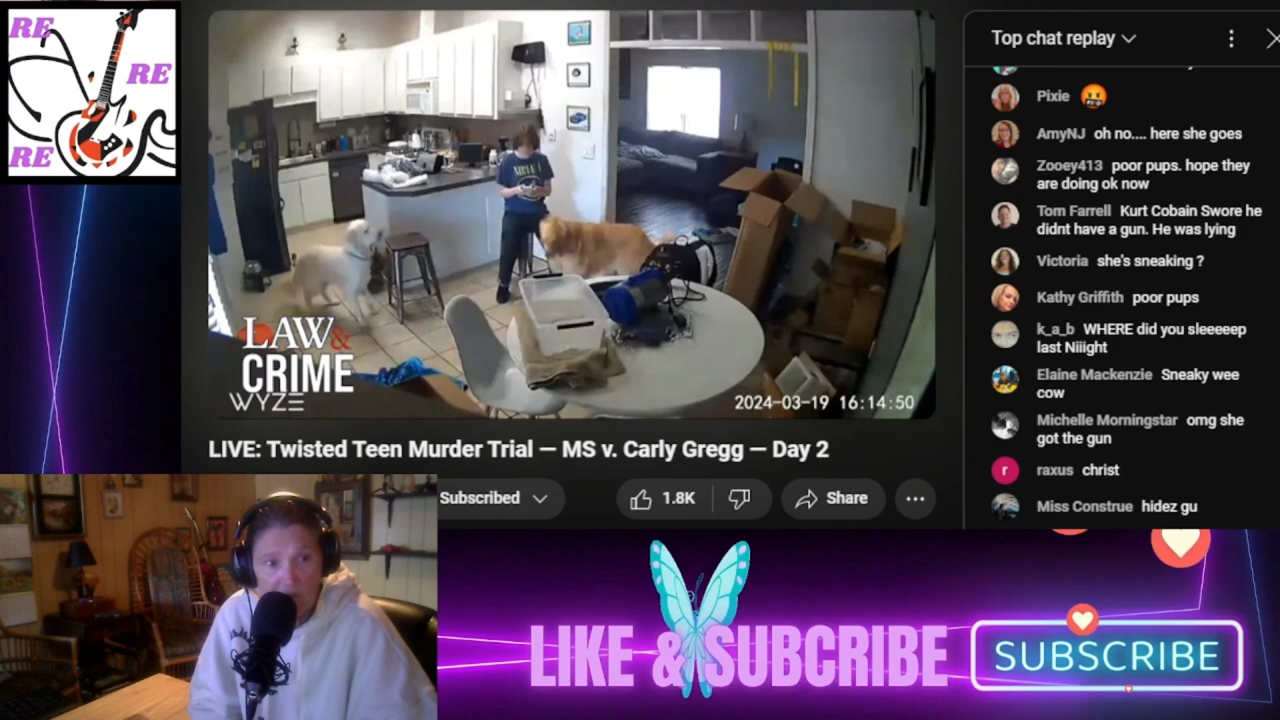 RE
RE
RE
LAW&
CRIME
WYZE
2024-03-19 16:14:50
LIVE: Twisted Teen Murder Trial — MS v. Carly Gregg — Day 2
Subscribed
1.8K
Share
Top chat replay
Pixie
AmyNJ oh no.... here she goes
Zooey413 poor pups. hope they
are doing ok now
Tom Farrell Kurt Cobain Swore he
didnt have a gun. He was lying
Victoria she's sneaking ?
Kathy Griffith poor pups
k_a_b WHERE did you sleeeeep
last Niiight
Elaine Mackenzie Sneaky wee
cow
Michelle Morningstar omg she
got the gun
r
raxus christ
Miss Construe hidez gu
LIKE & SUBCRIBE
SUBSCRIBE